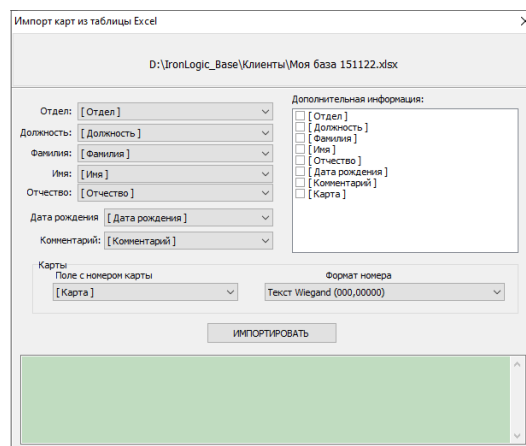 Импорт карт из таблицы Excel
D:\IronLogic_Base\Клиенты\Моя база 151122.xlsx
Отдел: [ Отдел ]
Должность: [ Должность ]
Фамилия: [ Фамилия ]
Имя: [ Имя ]
Отчество: [ Отчество ]
Дата рождения [ Дата рождения ]
Комментарий: [ Комментарий ]
Дополнительная информация:
[ Отдел ]
[ Должность ]
[ Фамилия ]
[ Имя ]
[ Отчество ]
[ Дата рождения ]
[ Комментарий ]
[ Карта ]
Карты
Поле с номером карты
[ Карта ]
Формат номера
Текст Wiegand (000,00000)
ИМПОРТИРОВАТЬ